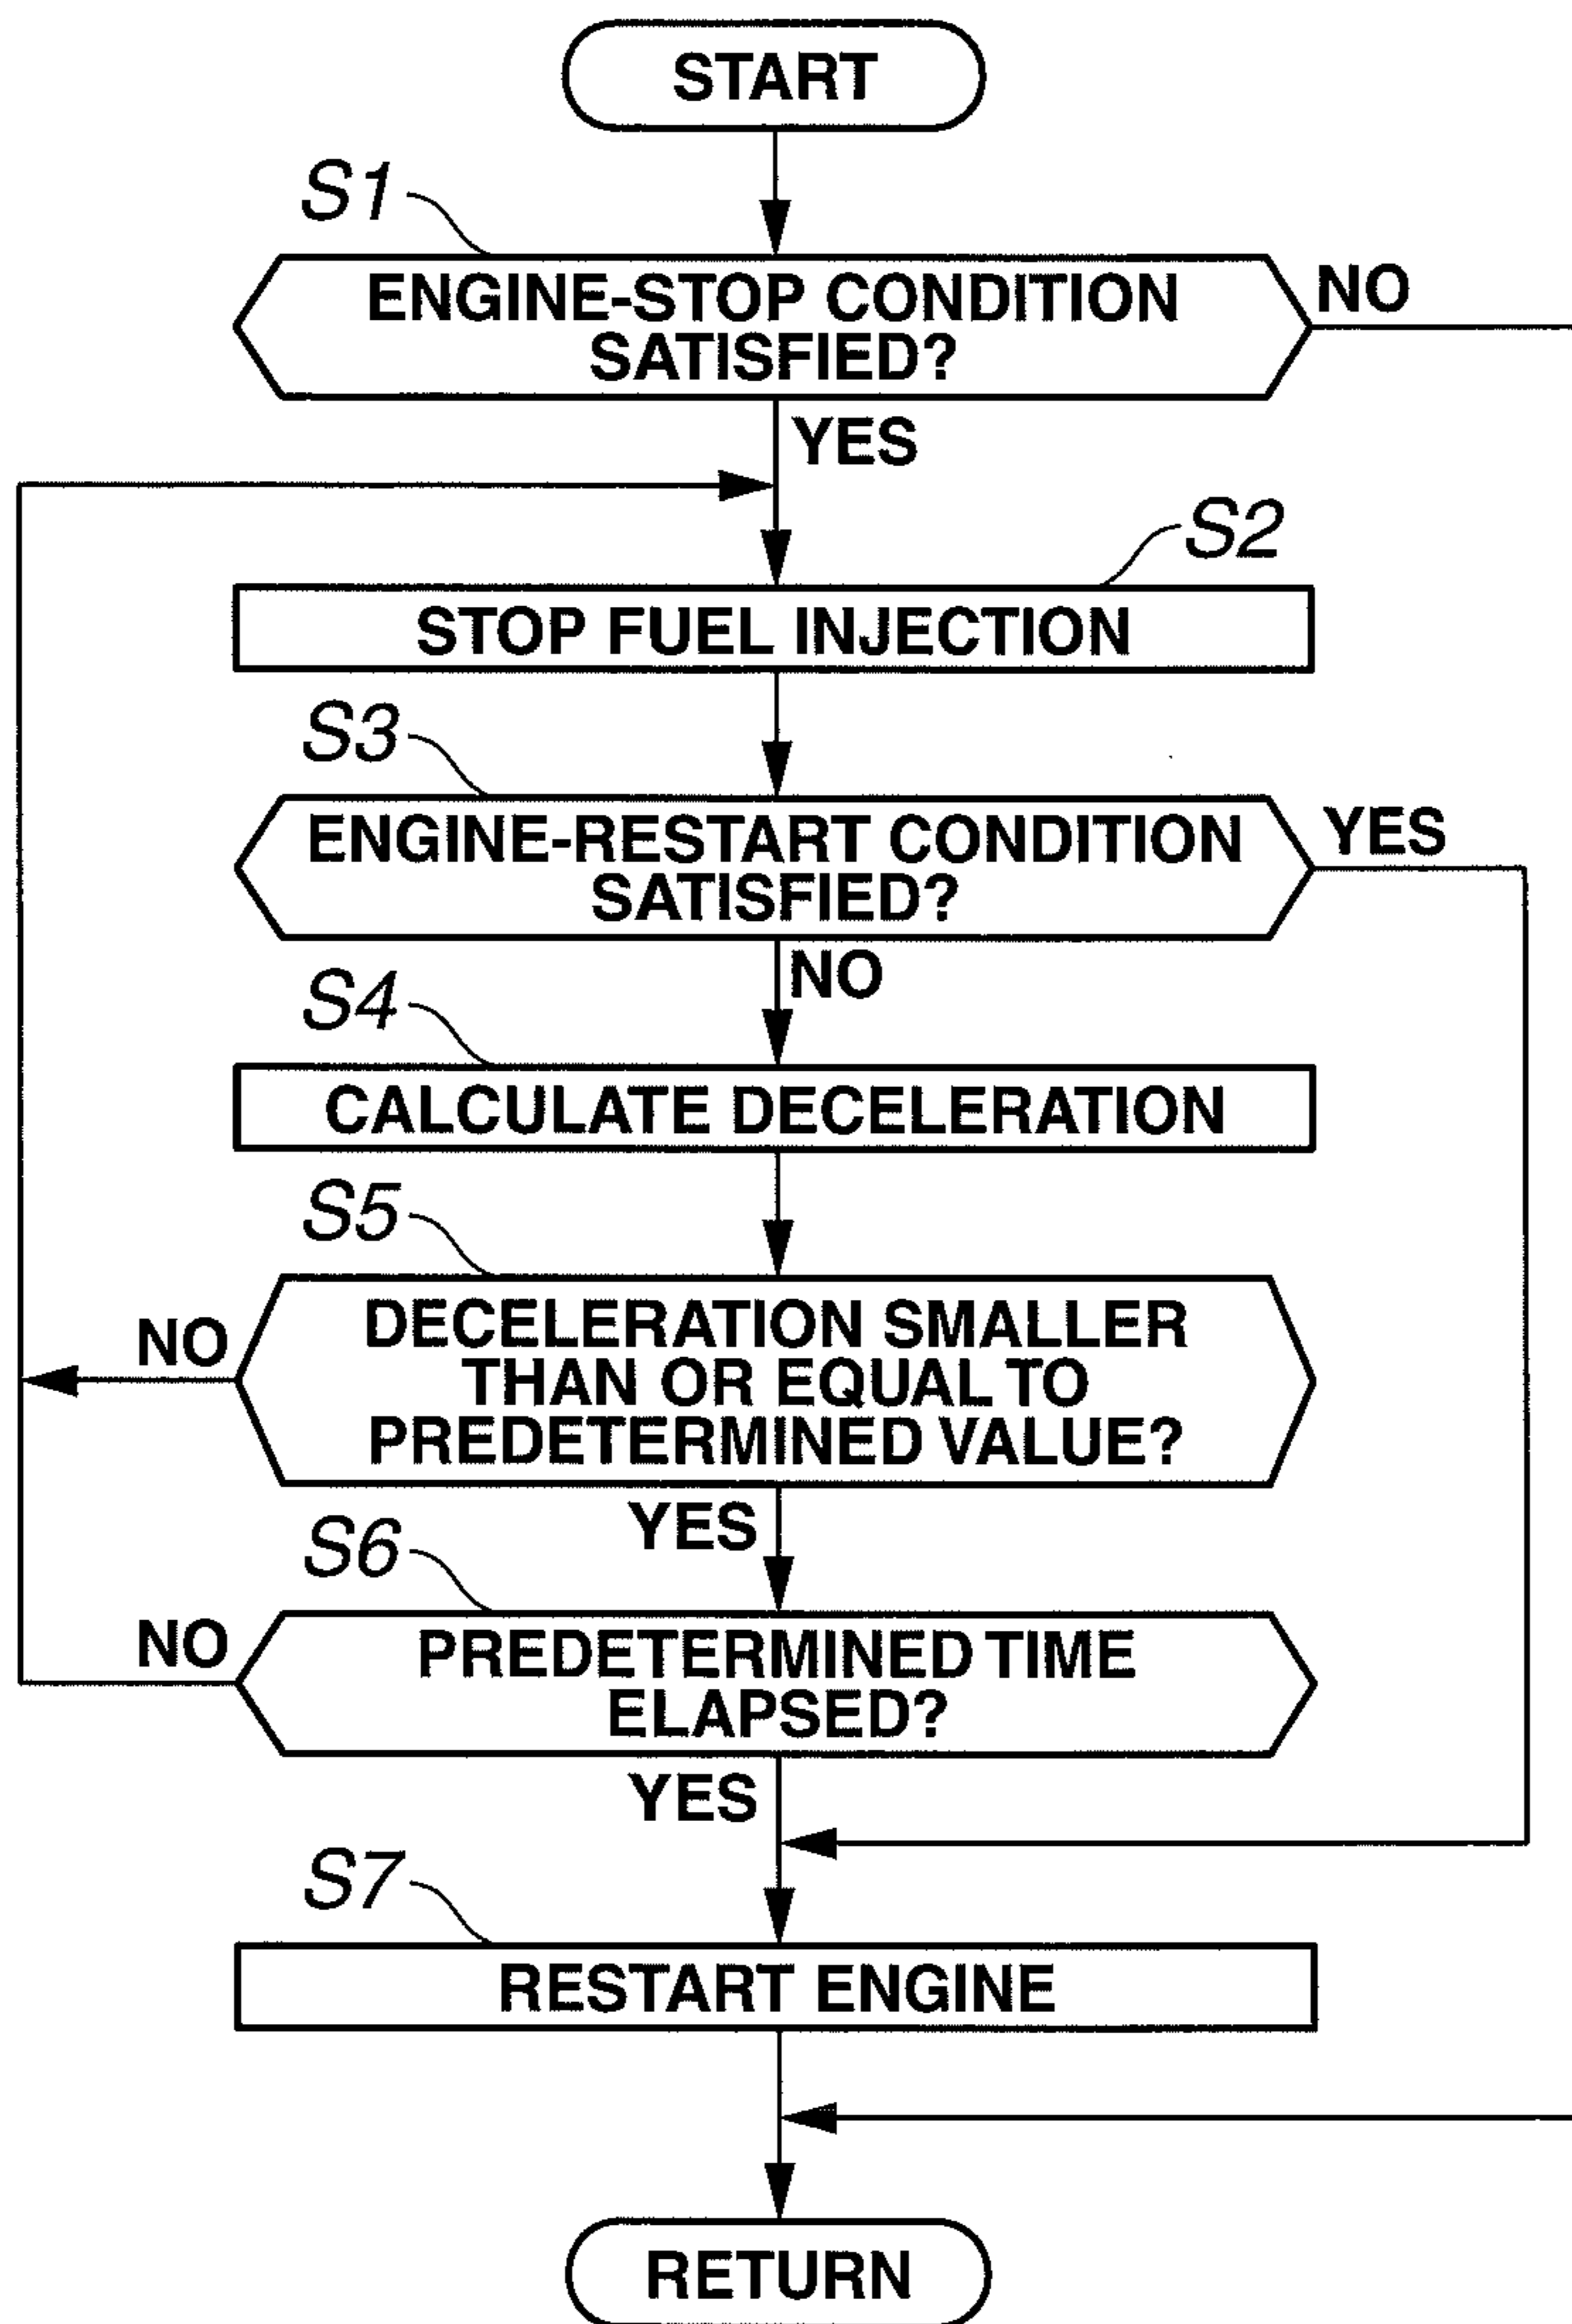 START
S1
ENGINE-STOP CONDITION
SATISFIED?
NO
YES
S2
STOP FUEL INJECTION
S3
ENGINE-RESTART CONDITION
SATISFIED?
YES
NO
S4
CALCULATE DECELERATION
S5
DECELERATION SMALLER
THAN OR EQUAL TO
PREDETERMINED VALUE?
NO
YES
S6
PREDETERMINED TIME
ELAPSED?
NO
YES
S7
RESTART ENGINE
RETURN